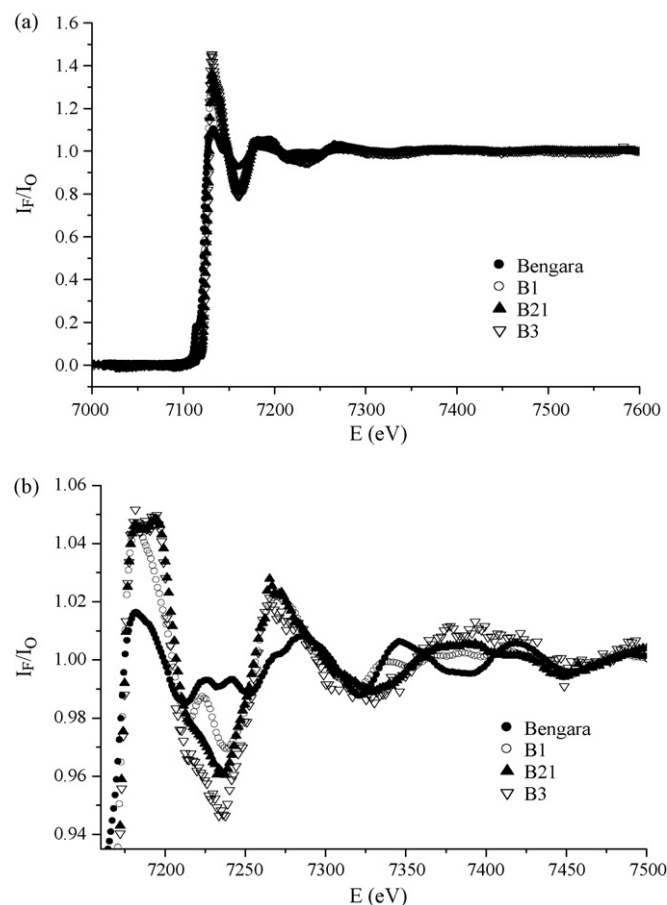 (a)
1.6
1.4
1.2
1.0
0.8
0.6
0.4
0.2
0.0
I_F/I_O
Bengara
B1
B21
B3
7000 7100 7200 7300 7400 7500 7600
E (eV)
(b)
1.06
1.04
1.02
1.00
0.98
0.96
0.94
I_F/I_O
Bengara
B1
B21
B3
7200 7250 7300 7350 7400 7450 7500
E (eV)